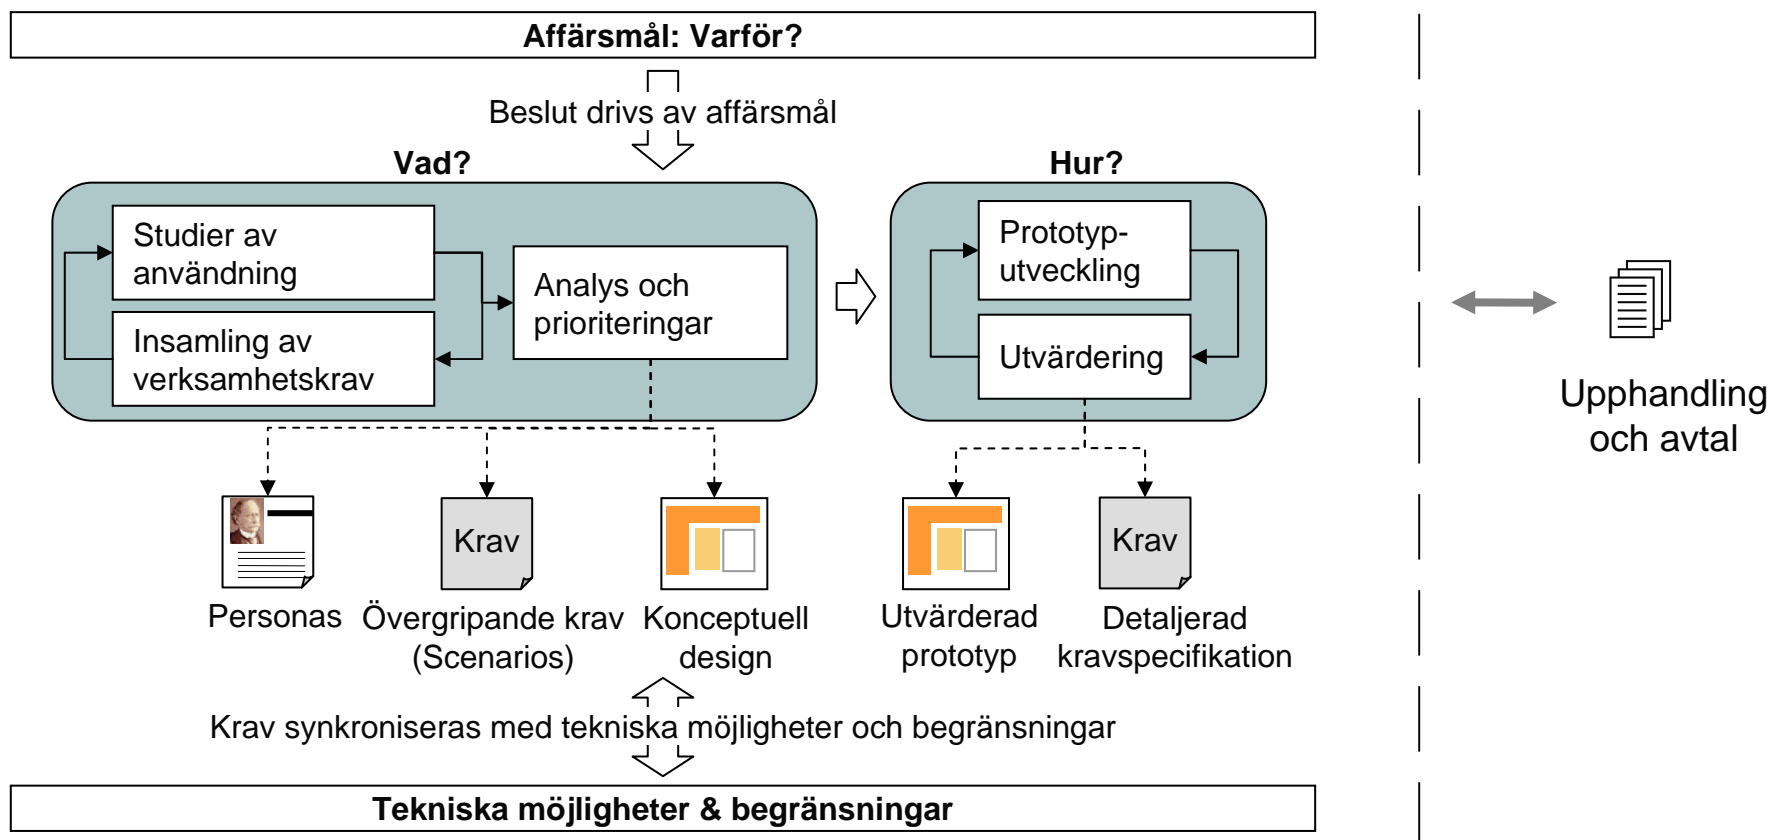 Affärsmål: Varför?
Beslut drivs av affärsmål
Vad?
Hur?
Studier av
användning
Insamling av
verksamhetskrav
Analys och
prioriteringar
Prototyp-
utveckling
Utvärdering
Upphandling
och avtal
Krav
Krav
Personas
Övergripande krav
(Scenarios)
Konceptuell
design
Utvärderad
prototyp
Detaljerad
kravspecifikation
Krav synkroniseras med tekniska möjligheter och begränsningar
Tekniska möjligheter & begränsningar